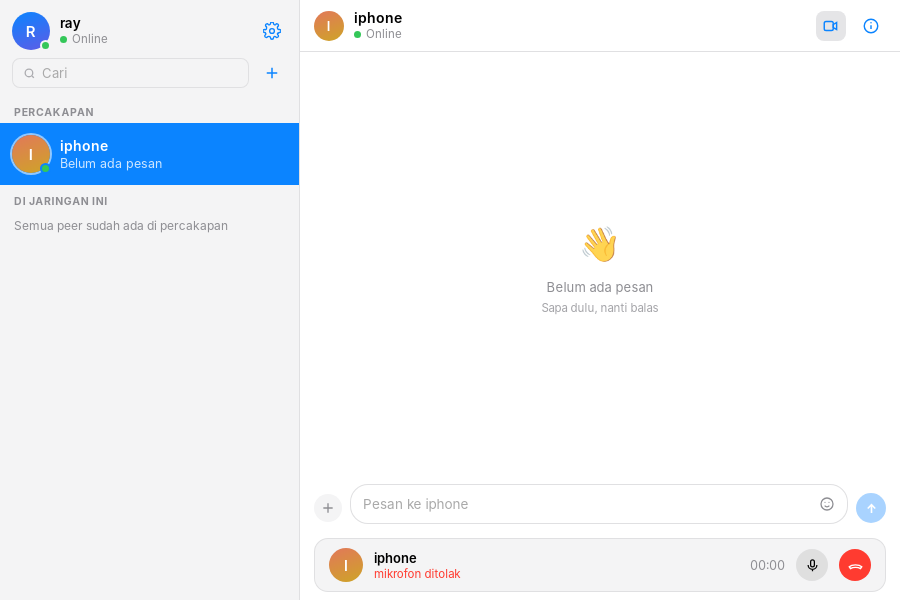 R
ray
Online
Cari
PERCAKAPAN
I
iphone
Belum ada pesan
DI JARINGAN INI
Semua peer sudah ada di percakapan
I
iphone
Online
Belum ada pesan
Sapa dulu, nanti balas
Pesan ke iphone
I
iphone
mikrofon ditolak
00:00